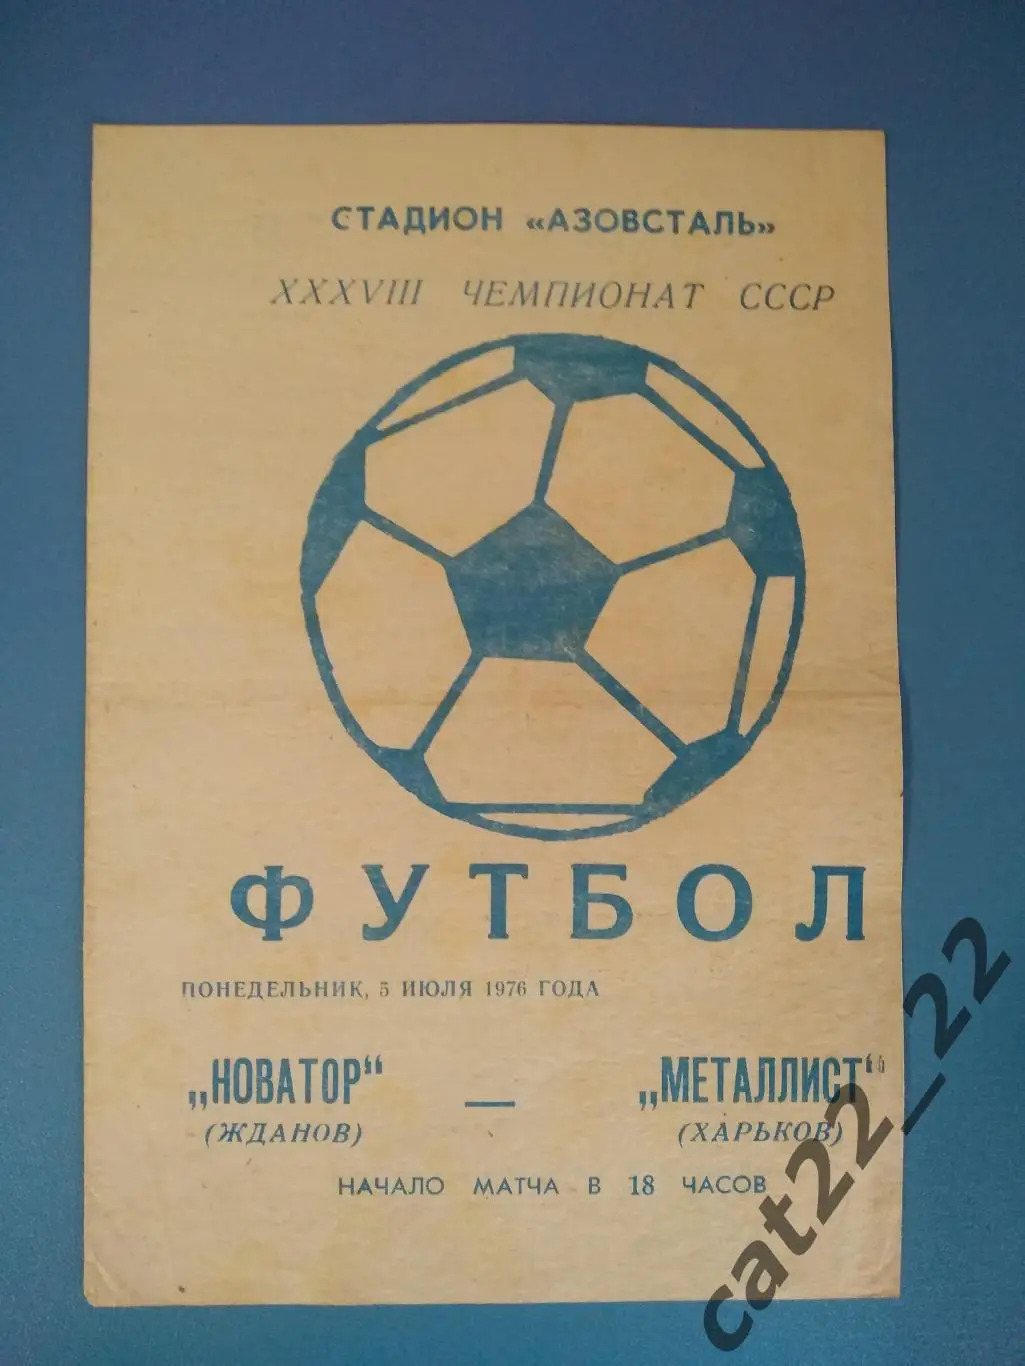 СТАДИОН «АЗОВСТАЛЬ»
XXXVIII ЧЕМПИОНАТ СССР
ФУТБОЛ
ПОНЕДЕЛЬНИК, 5 ИЮЛЯ 1976 ГОДА
„НОВАТОР“ — „МЕТАЛЛИСТ“
(ЖДАНОВ) (ХАРЬКОВ)
НАЧАЛО МАТЧА В 18 ЧАСОВ
cat22_22